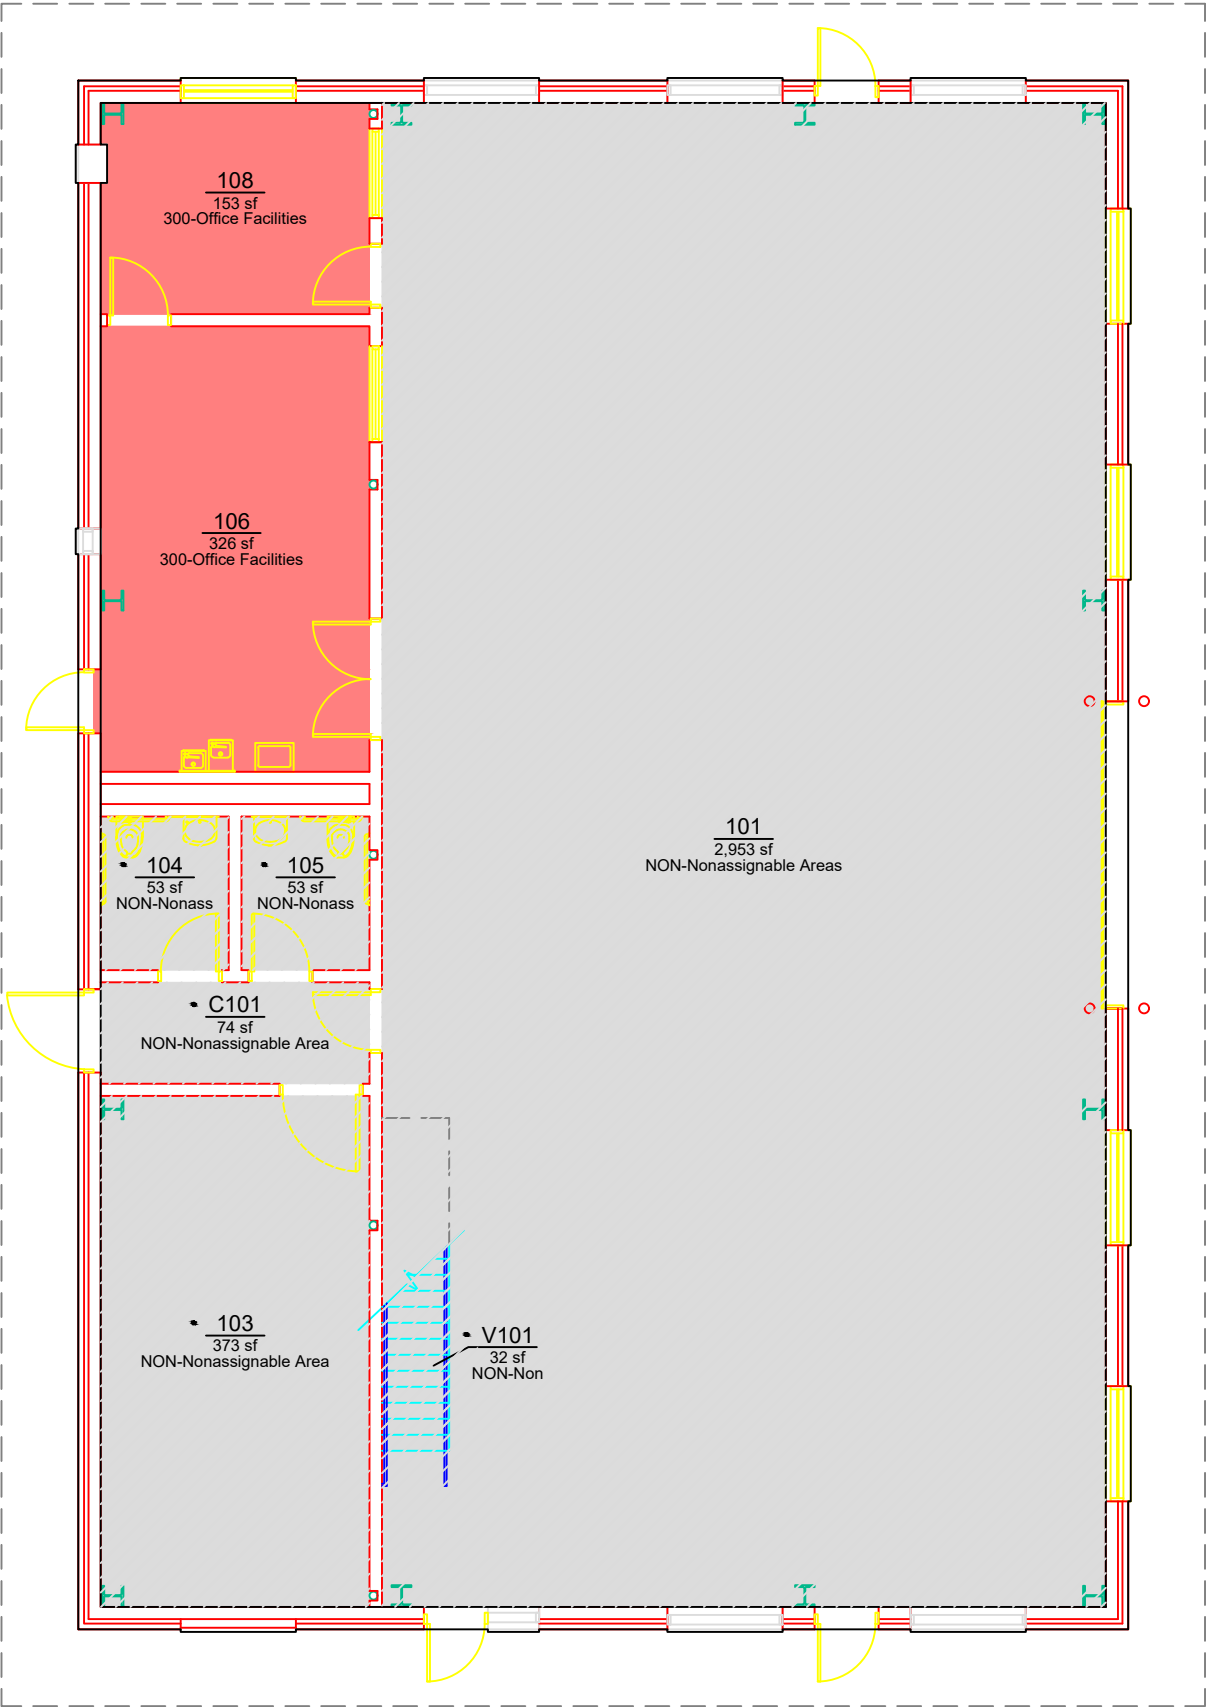 108
153 sf
300-Office Facilities
106
326 sf
300-Office Facilities
101
2,953 sf
NON-Nonassignable Areas
104
53 sf
NON-Nonass
105
53 sf
NON-Nonass
C101
74 sf
NON-Nonassignable Area
103
373 sf
NON-Nonassignable Area
V101
32 sf
NON-Non